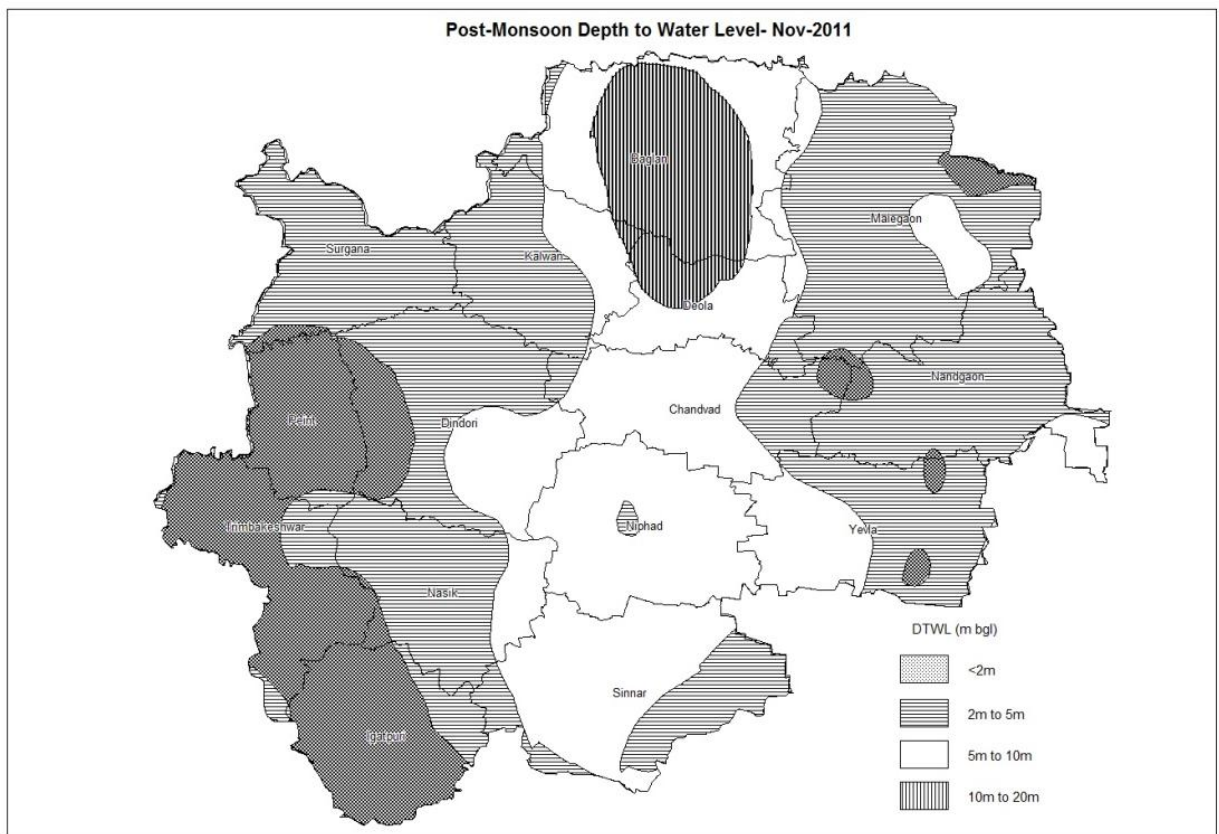 Post-Monsoon Depth to Water Level- Nov-2011
Baglan
Malegaon
Surgana
Kalwan
Deola
Nandgaon
Chandvad
Peint
Dindori
Trimbakeshwar
Niphad
Yevla
Nasik
Sinnar
Igatpuri
DTWL (m bgl)
<2m
2m to 5m
5m to 10m
10m to 20m